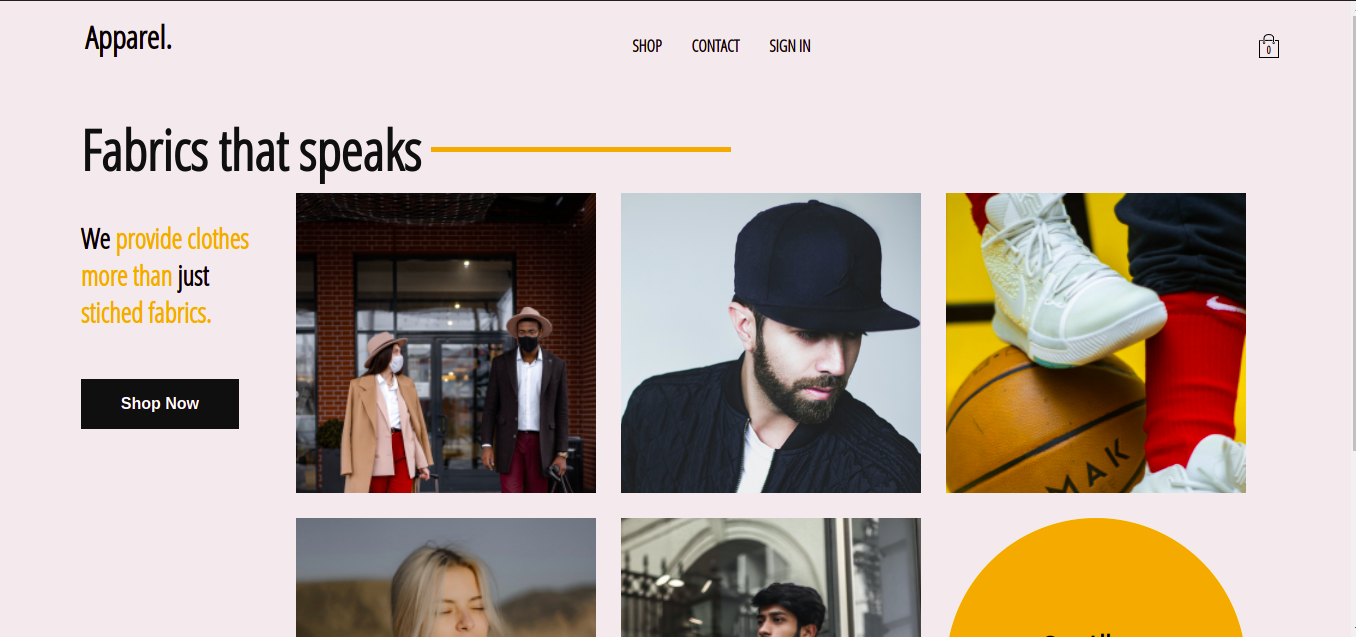 Apparel.
SHOP CONTACT SIGN IN
0
Fabrics that speaks
We provide clothes
more than just
stiched fabrics.
Shop Now
MAK